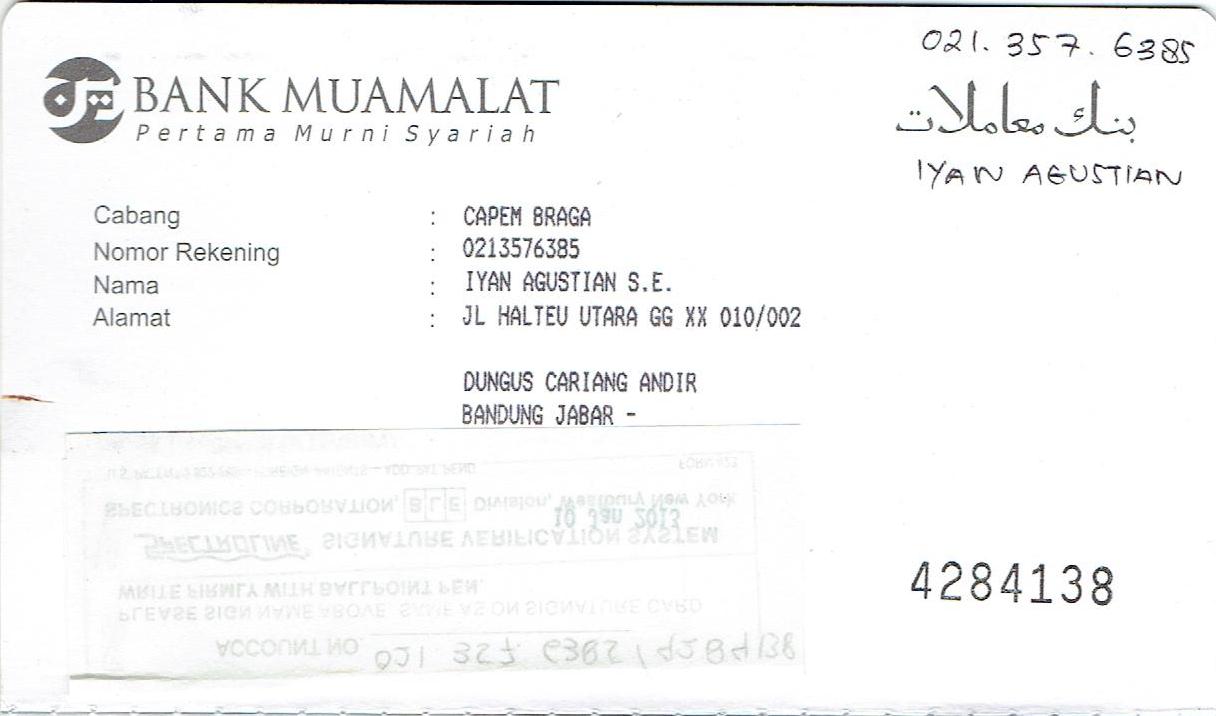 021. 357. 6385
BANK MUAMALAT
Pertama Murni Syariah
بنك معاملات
IYAN AGUSTIAN
Cabang : CAPEM BRAGA
Nomor Rekening : 0213576385
Nama : IYAN AGUSTIAN S.E.
Alamat : JL HALTEU UTARA GG XX 010/002
DUNGUS CARIANG ANDIR
BANDUNG JABAR -
FORM 
SPECTRONICS CORPORATION, BLE Division, Westbury New York
10 Jan 2013
SPECTROLINE SIGNATURE VERIFICATION SYSTEM
WRITE FIRMLY WITH BALLPOINT PEN.
PLEASE SIGN NAME ABOVE SAME AS ON SIGNATURE CARD
ACCOUNT NO. 021 357 6385 / 4284138
4284138